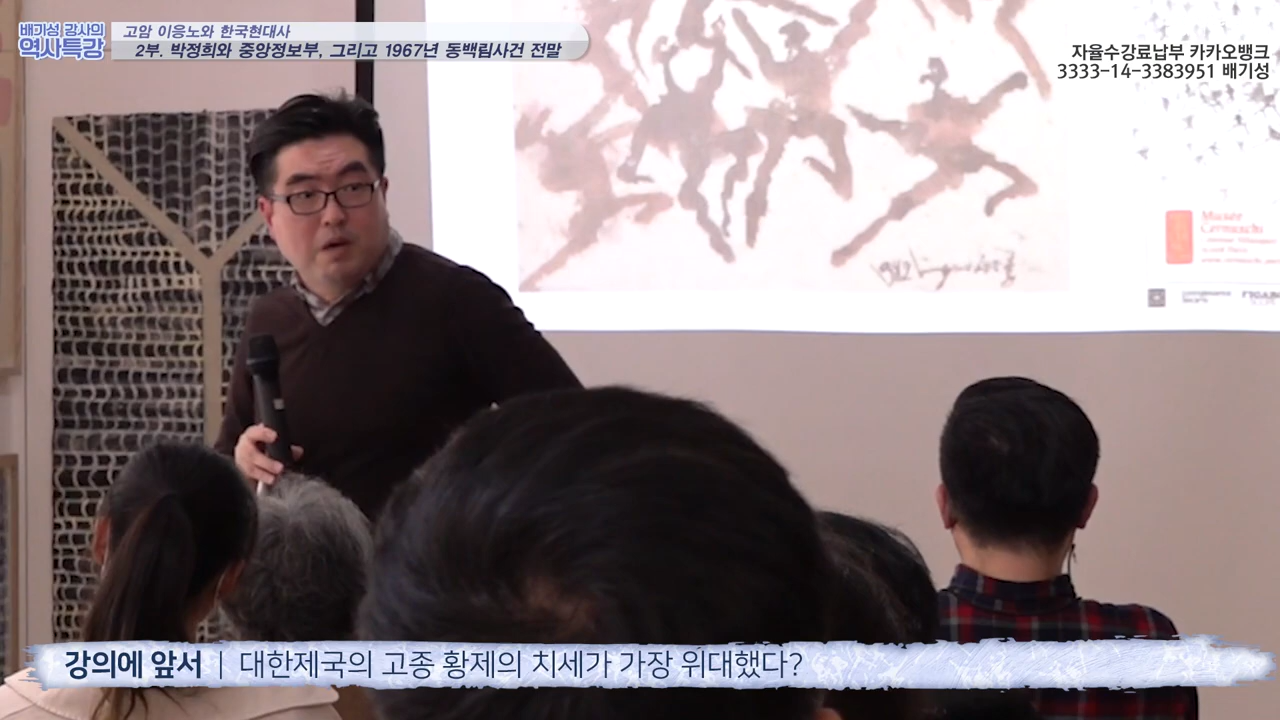 배기성 강사의
역사특강
고암 이응노와 한국현대사
2부. 박정희와 중앙정보부, 그리고 1967년 동백림사건 전말
자율수강료납부 카카오뱅크
3333-14-3383951 배기성
Musée
Cernuschi
강의에 앞서 | 대한제국의 고종 황제의 치세가 가장 위대했다?